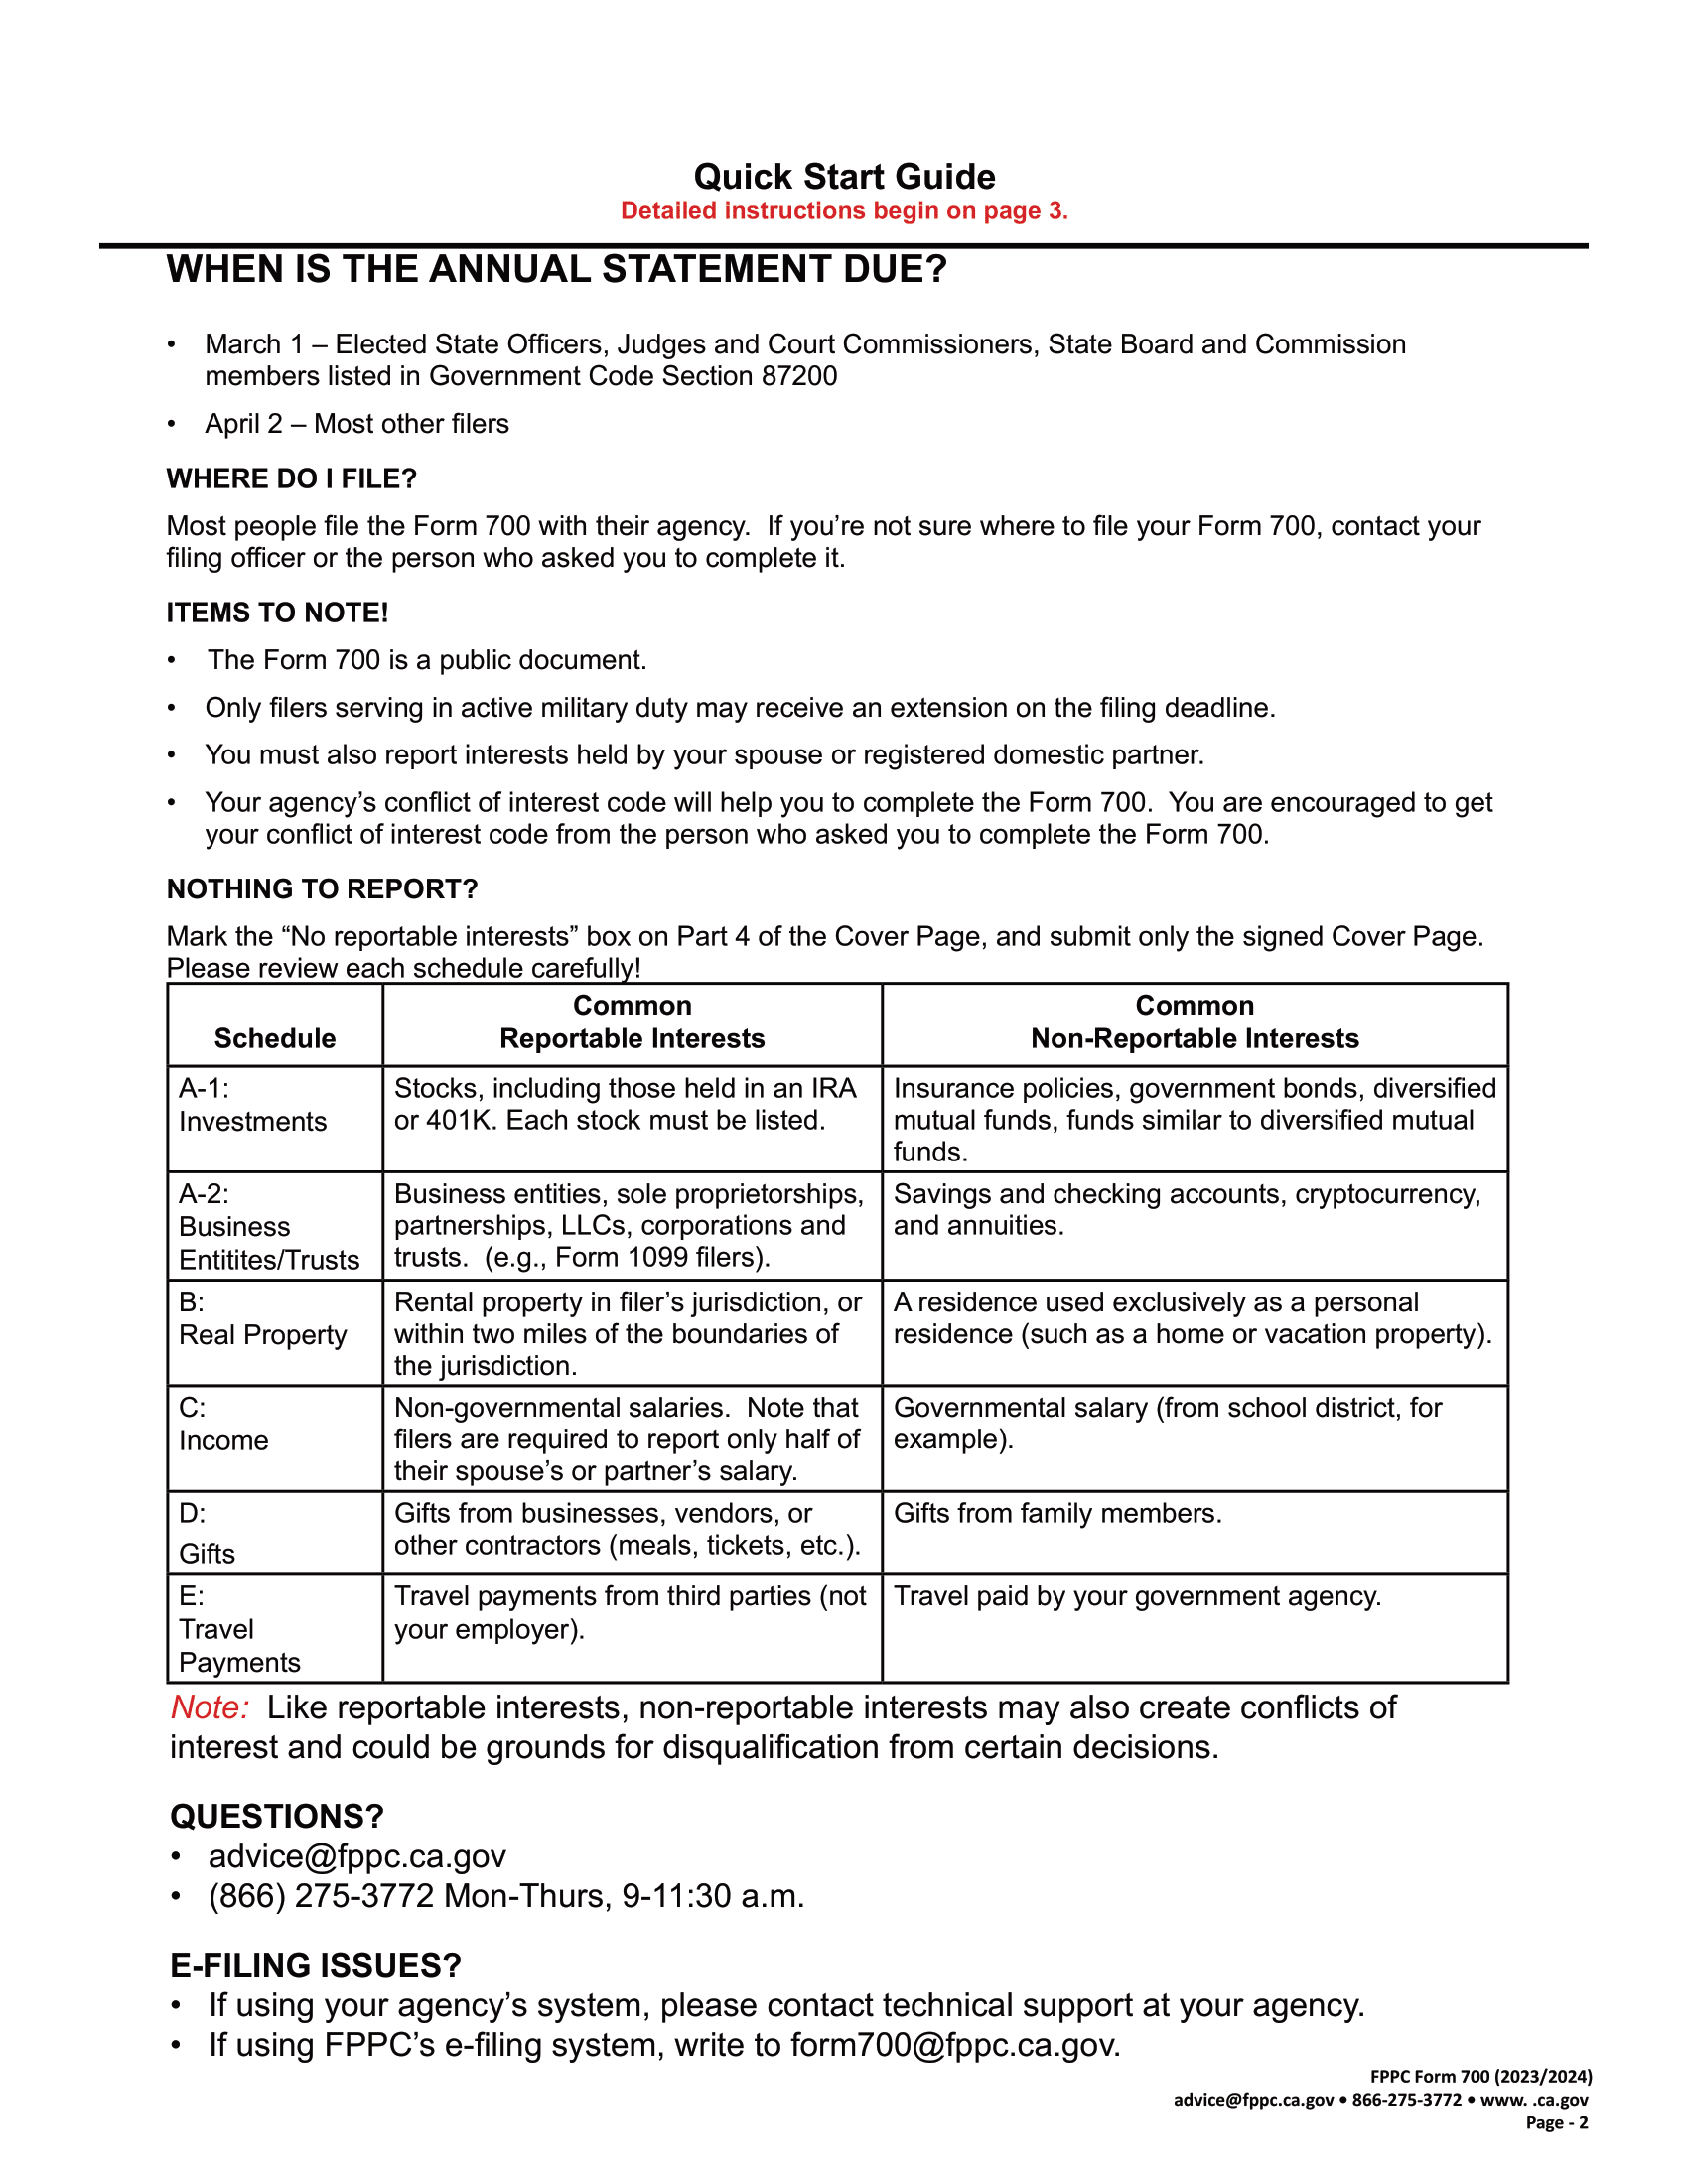 Quick Start Guide
Detailed instructions begin on page 3.
WHEN IS THE ANNUAL STATEMENT DUE?
• March 1 – Elected State Officers, Judges and Court Commissioners, State Board and Commission
members listed in Government Code Section 87200
• April 2 – Most other filers
WHERE DO I FILE?
Most people file the Form 700 with their agency.  If you’re not sure where to file your Form 700, contact your
filing officer or the person who asked you to complete it.
ITEMS TO NOTE!
• The Form 700 is a public document.
• Only filers serving in active military duty may receive an extension on the filing deadline.
• You must also report interests held by your spouse or registered domestic partner.
• Your agency’s conflict of interest code will help you to complete the Form 700.  You are encouraged to get
your conflict of interest code from the person who asked you to complete the Form 700.
NOTHING TO REPORT?
Mark the “No reportable interests” box on Part 4 of the Cover Page, and submit only the signed Cover Page.
Please review each schedule carefully!
Schedule
Common
Reportable Interests
Common
Non-Reportable Interests
A-1:
Investments
Stocks, including those held in an IRA
or 401K. Each stock must be listed.
Insurance policies, government bonds, diversified
mutual funds, funds similar to diversified mutual
funds.
A-2:
Business
Entitites/Trusts
Business entities, sole proprietorships,
partnerships, LLCs, corporations and
trusts.  (e.g., Form 1099 filers).
Savings and checking accounts, cryptocurrency,
and annuities.
B:
Real Property
Rental property in filer’s jurisdiction, or
within two miles of the boundaries of
the jurisdiction.
A residence used exclusively as a personal
residence (such as a home or vacation property).
C:
Income
Non-governmental salaries.  Note that
filers are required to report only half of
their spouse’s or partner’s salary.
Governmental salary (from school district, for
example).
D:
Gifts
Gifts from businesses, vendors, or
other contractors (meals, tickets, etc.).
Gifts from family members.
E:
Travel
Payments
Travel payments from third parties (not
your employer).
Travel paid by your government agency.
Note:  Like reportable interests, non-reportable interests may also create conflicts of
interest and could be grounds for disqualification from certain decisions.
QUESTIONS?
• advice@fppc.ca.gov
• (866) 275-3772 Mon-Thurs, 9-11:30 a.m.
E-FILING ISSUES?
• If using your agency’s system, please contact technical support at your agency.
• If using FPPC’s e-filing system, write to form700@fppc.ca.gov.
FPPC Form 700 (2023/2024)
advice@fppc.ca.gov • 866-275-3772 • www. .ca.gov
Page - 2